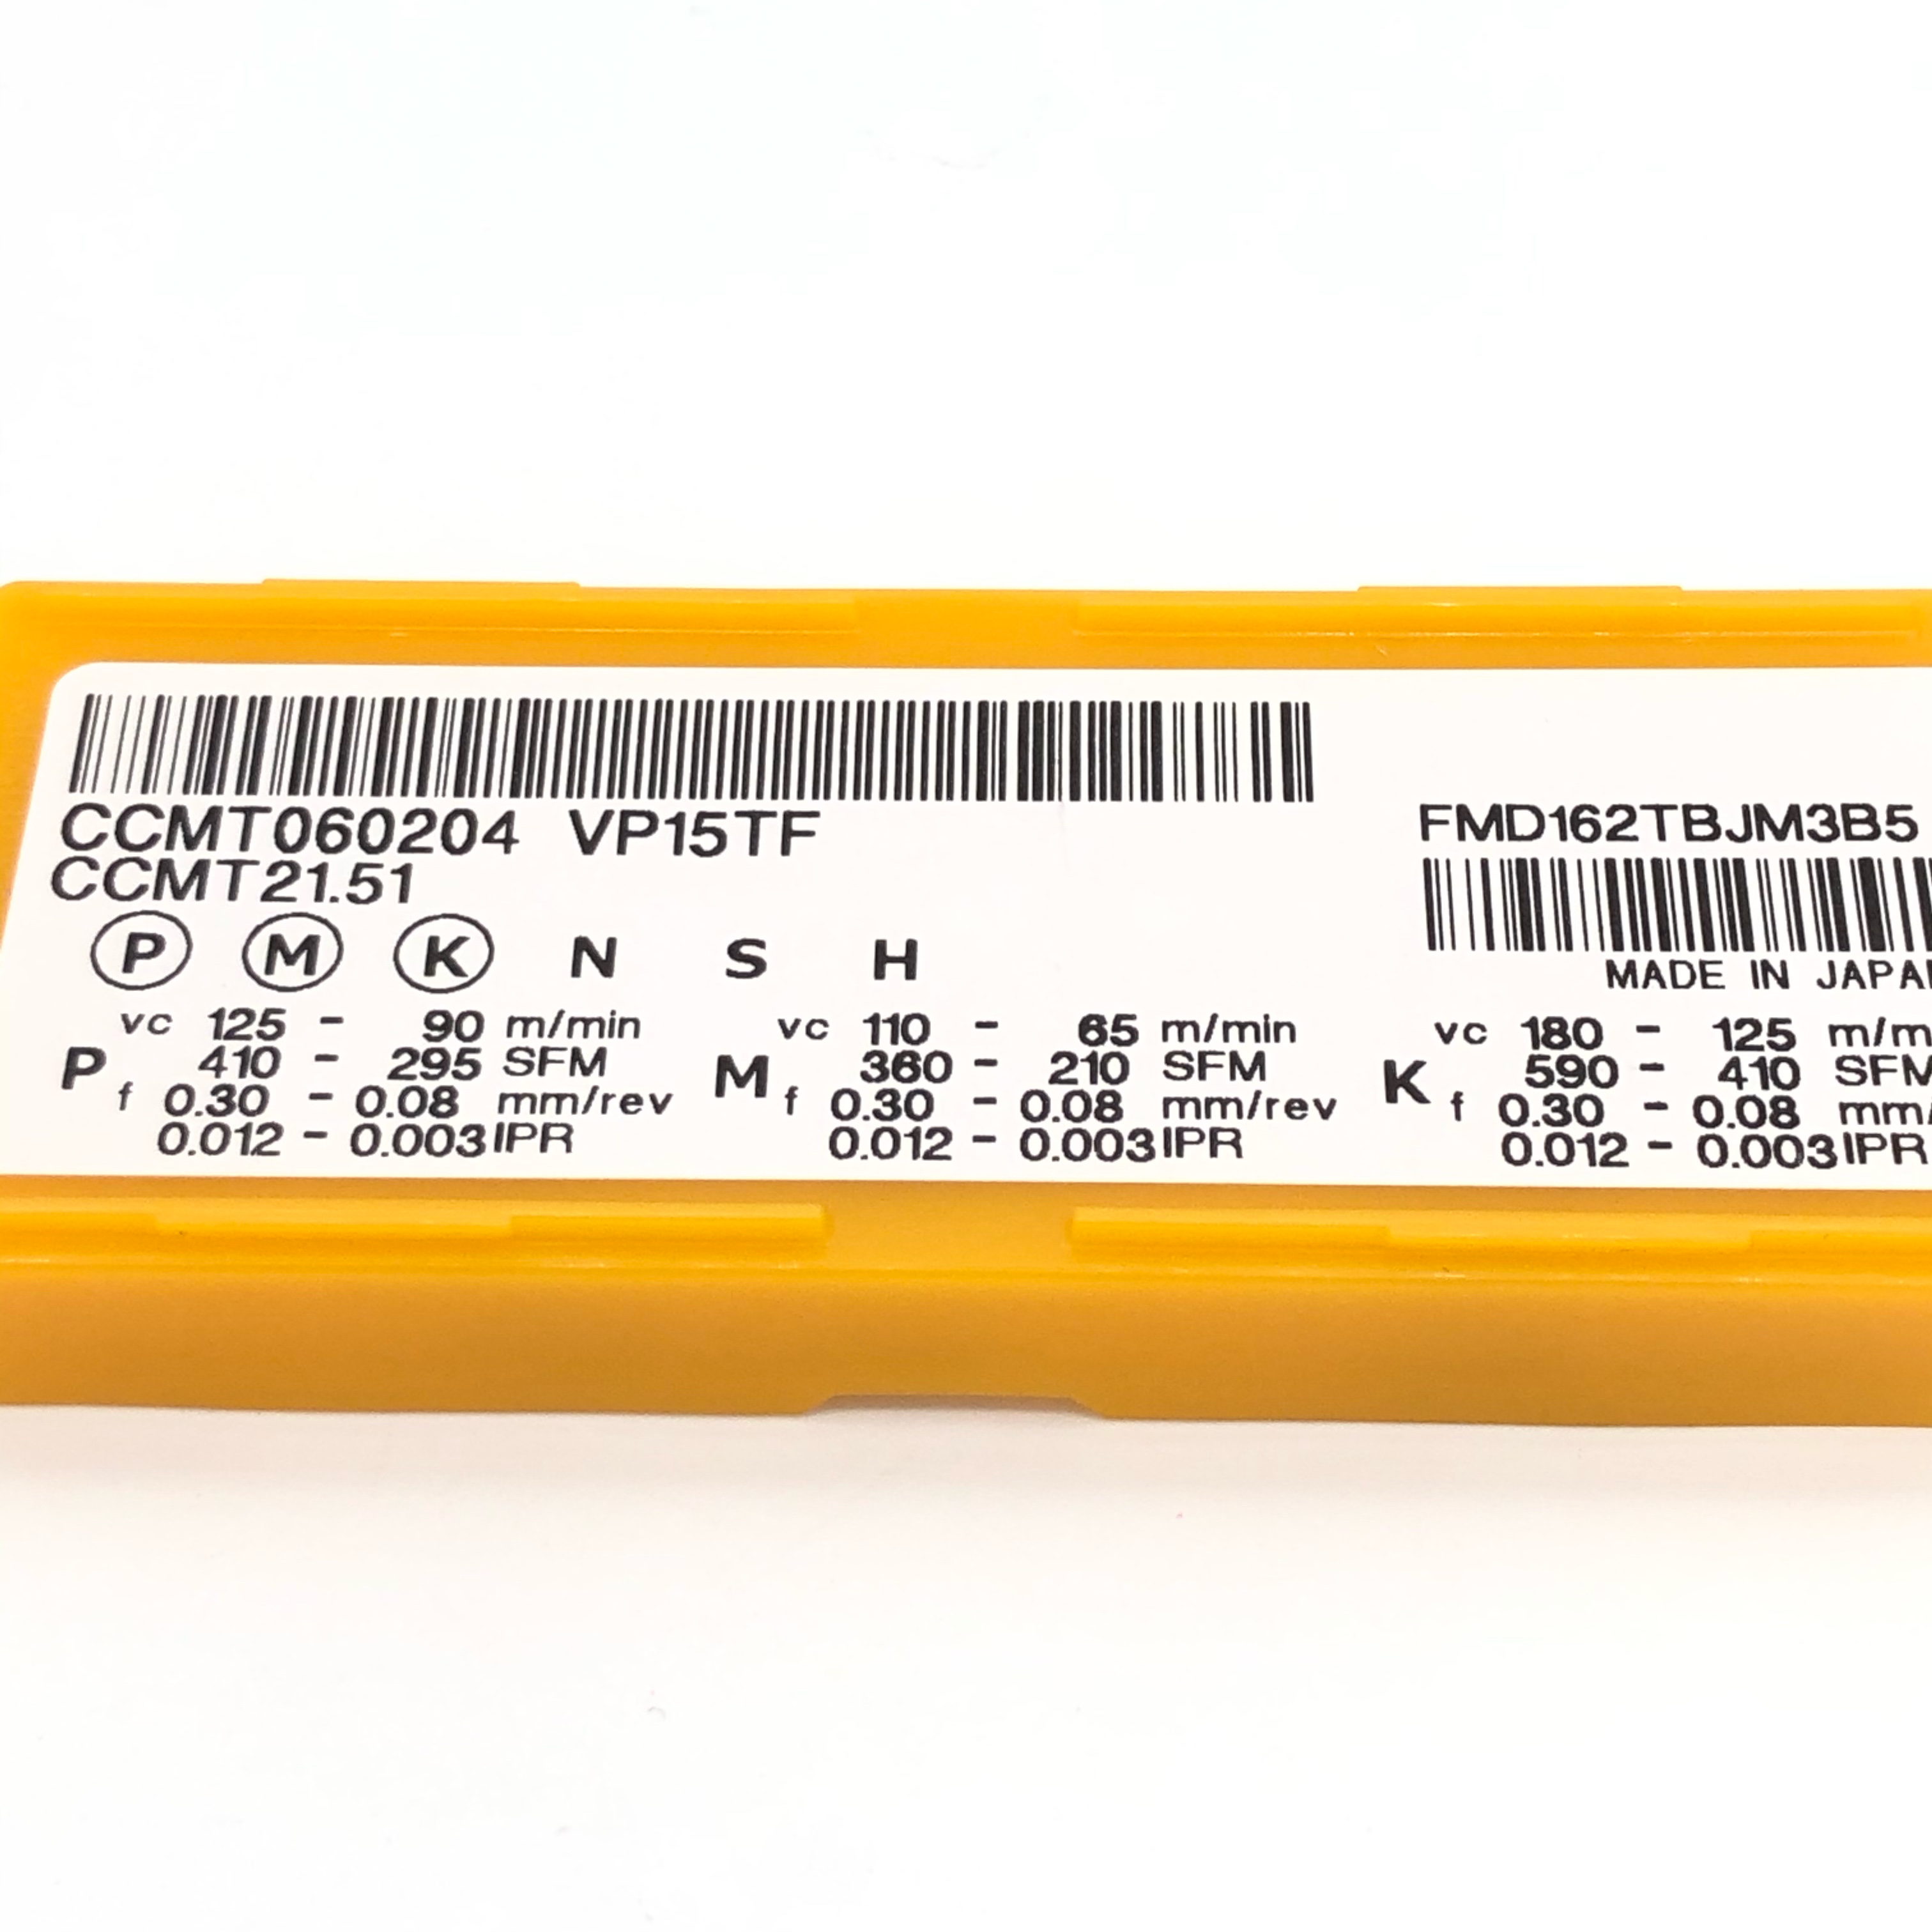 CCMT060204 VP15TF
CCMT21.51
P M K N S H
FMD162TBJM3B5
MADE IN JAPA
P vc 125 - 90 m/min
410 - 295 SFM
f 0.30 - 0.08 mm/rev
0.012 - 0.003 IPR
M vc 110 - 65 m/min
360 - 210 SFM
f 0.30 - 0.08 mm/rev
0.012 - 0.003 IPR
K vc 180 - 125 m/m
590 - 410 SFM
f 0.30 - 0.08 mm/
0.012 - 0.003 IPR